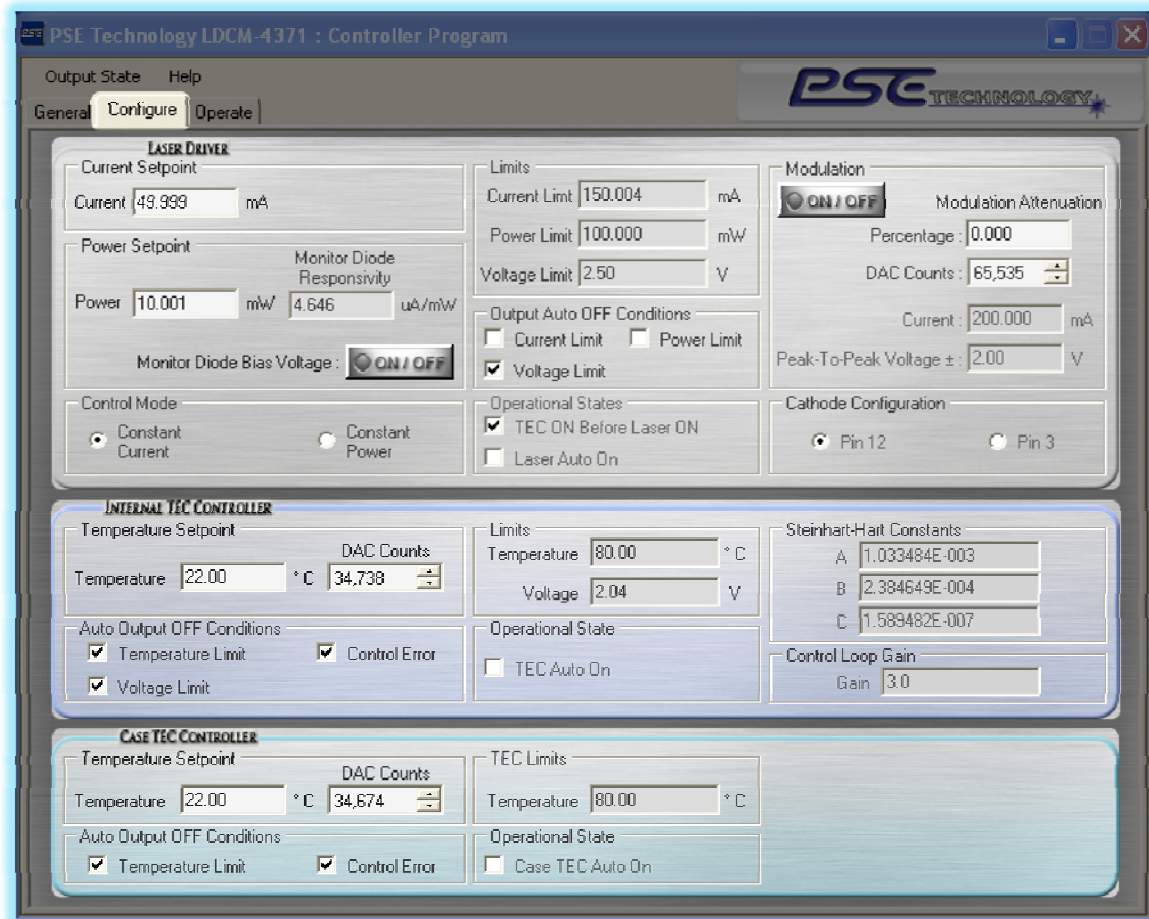 PSE Technology LDCM-4371 : Controller Program
Output State Help
PSE TECHNOLOGY
General Configure Operate
LASER DRIVER
Current Setpoint
Current 49.999 mA
Power Setpoint
Monitor Diode
Responsivity
Power 10.001 mW 4.646 uA/mW
Monitor Diode Bias Voltage : ON / OFF
Control Mode
Constant
Current
Constant
Power
Limits
Current Limt 150.004 mA
Power Limit 100.000 mW
Voltage Limit 2.50 V
Output Auto OFF Conditions
Current Limit Power Limit
Voltage Limit
Operational States
TEC ON Before Laser ON
Laser Auto On
Modulation
ON / OFF Modulation Attenuation
Percentage : 0.000
DAC Counts : 65,535
Current : 200.000 mA
Peak-To-Peak Voltage ± : 2.00 V
Cathode Configuration
Pin 12 Pin 3
INTERNAL TEC CONTROLLER
Temperature Setpoint
DAC Counts
Temperature 22.00 ° C 34,738
Auto Output OFF Conditions
Temperature Limit Control Error
Voltage Limit
Limits
Temperature 80.00 ° C
Voltage 2.04 V
Operational State
TEC Auto On
Steinhart-Hart Constants
A 1.033484E-003
B 2.384649E-004
C 1.589482E-007
Control Loop Gain
Gain 3.0
CASE TEC CONTROLLER
Temperature Setpoint
DAC Counts
Temperature 22.00 ° C 34,674
Auto Output OFF Conditions
Temperature Limit Control Error
TEC Limits
Temperature 80.00 ° C
Operational State
Case TEC Auto On